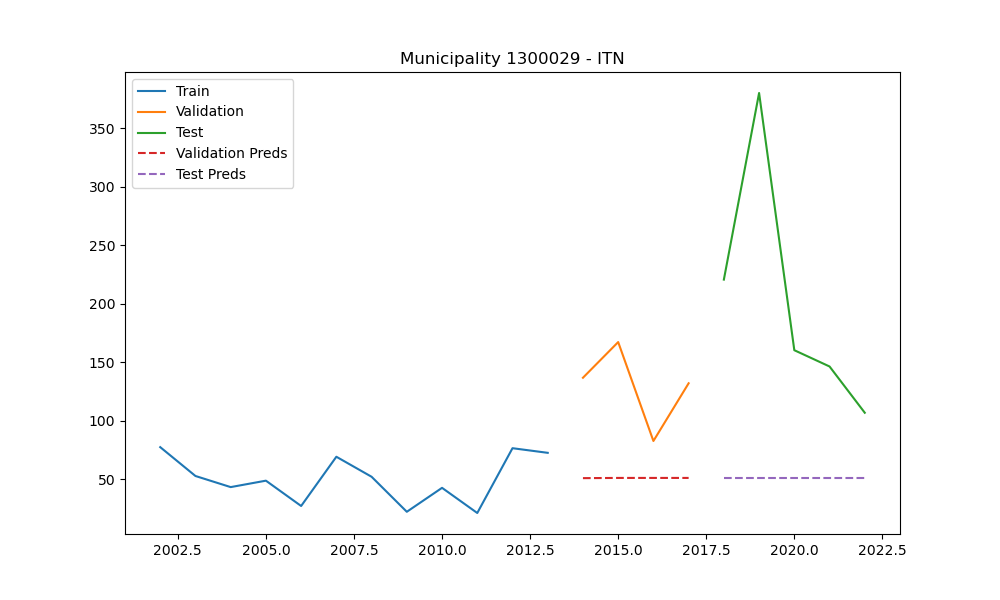 Municipality 1300029 - ITN
Train
Validation
Test
Validation Preds
Test Preds
350
300
250
200
150
100
50
2002.5 2005.0 2007.5 2010.0 2012.5 2015.0 2017.5 2020.0 2022.5